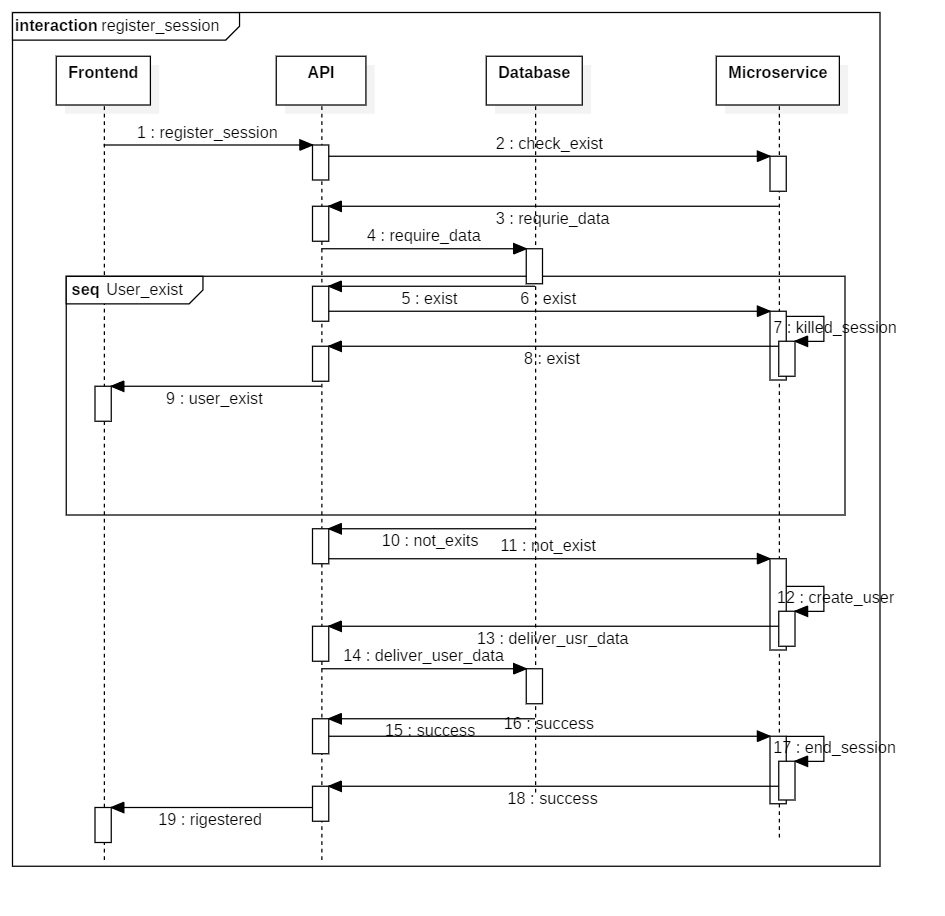 interaction register_session
Frontend
API
Database
Microservice
1 : register_session
2 : check_exist
3 : requrie_data
4 : require_data
seq User_exist
5 : exist
6 : exist
7 : killed_session
8 : exist
9 : user_exist
10 : not_exits
11 : not_exist
12 : create_user
13 : deliver_usr_data
14 : deliver_user_data
15 : success
16 : success
17 : end_session
18 : success
19 : rigestered